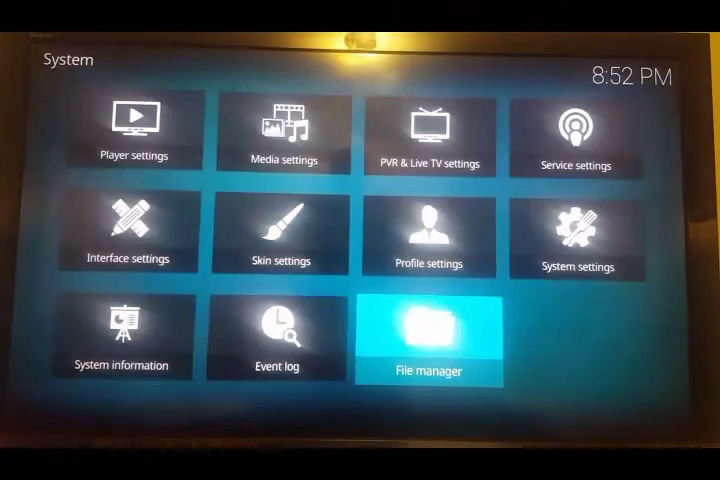 System
8:52 PM
Player settings
Media settings
PVR & Live TV settings
Service settings
Interface settings
Skin settings
Profile settings
System settings
System information
Event log
File manager